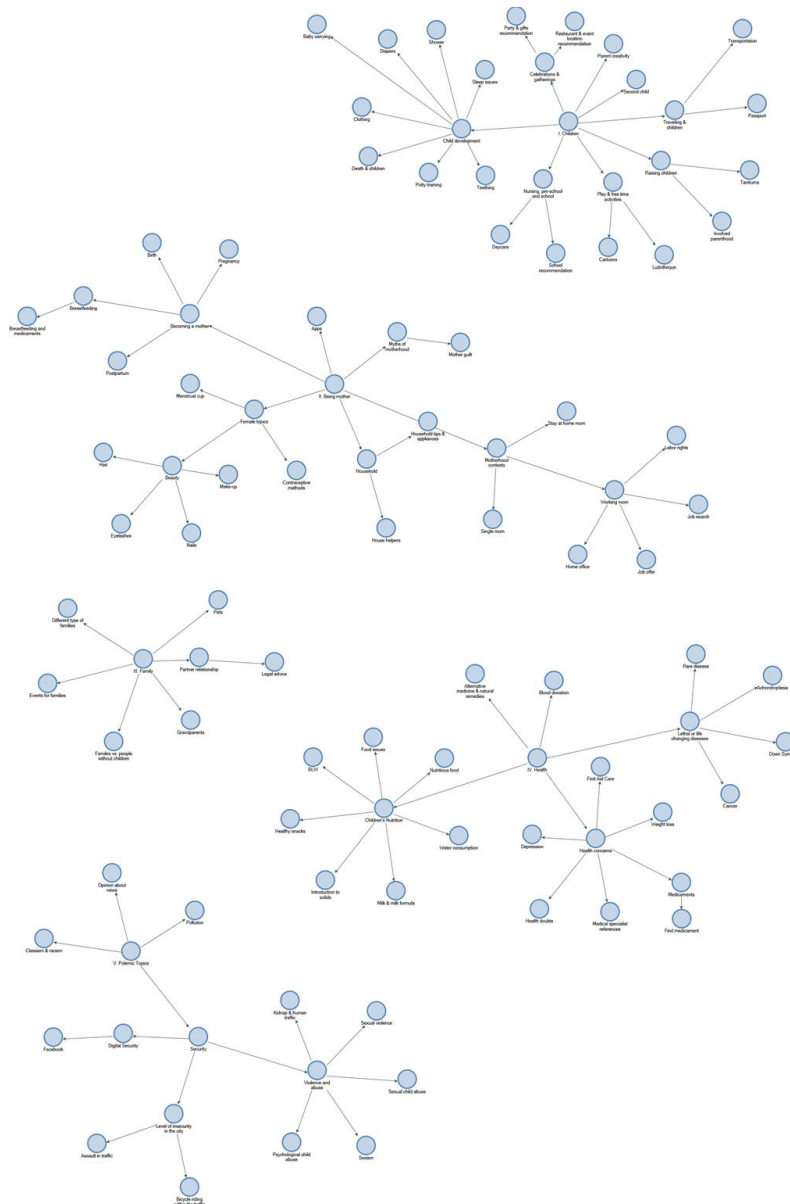 Baby carrying
Diapers
Shower
Sleep issues
Clothing
Child development
Death & children
Potty training
Teething
Party & gifts
recommendation
Restaurant & event
location
recommendation
Celebrations &
gatherings
Parent creativity
Second child
Transportation
Traveling &
children
Passport
I. Children
Raising children
Tantrums
Involved
parenthood
Nursing, pre-school
and school
Play & free time
activities
Daycare
School
recommendation
Cartoons
Ludotheque
Birth
Pregnancy
Breastfeeding
Breastfeeding and
medicaments
Becoming a mother
Postpartum
Apps
Myths of
motherhood
Mother guilt
II. Being mother
Menstrual cup
Female topics
Household tips &
appliances
Stay at home mom
Hair
Beauty
Make-up
Contraceptive
methods
Household
Motherhood
contexts
Labor rights
Working mom
Job search
Eyelashes
Nails
House helpers
Single mom
Home office
Job offer
Different type of
families
Pets
III. Family
Partner relationship
Legal advice
Events for families
Grandparents
Families vs. people
without children
Alternative
medicine & natural
remedies
Blood donation
Rare disease
Achondroplasia
Lethal or life
changing diseases
Down Syn
Cancer
IV. Health
Food issues
BLW
Nutritious food
Children's Nutrition
Healthy snacks
Water consumption
Introduction to
solids
Milk & milk formula
First Aid Care
Weight loss
Depression
Health concerns
Medicaments
Health doubts
Medical specialist
references
First medicament
Opinion about
news
Pollution
Classism & racism
V. Polemic Topics
Kidnap & human
traffic
Sexual violence
Facebook
Digital Security
Security
Violence and
abuse
Sexual child abuse
Level of insecurity
in the city
Assault in traffic
Psychological child
abuse
Sexism
Bicycle riding